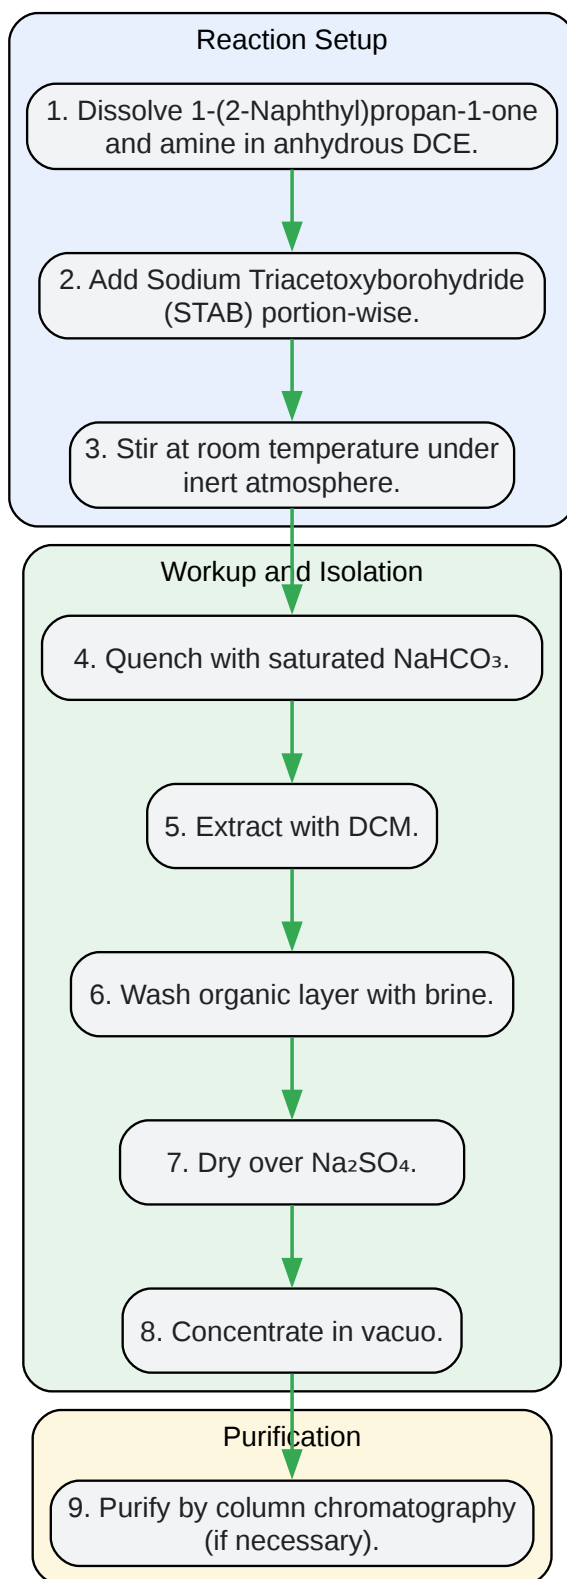 Reaction Setup
1. Dissolve 1-(2-Naphthyl)propan-1-one
and amine in anhydrous DCE.
2. Add Sodium Triacetoxyborohydride
(STAB) portion-wise.
3. Stir at room temperature under
inert atmosphere.
Workup and Isolation
4. Quench with saturated NaHCO₃.
5. Extract with DCM.
6. Wash organic layer with brine.
7. Dry over Na₂SO₄.
8. Concentrate in vacuo.
Purification
9. Purify by column chromatography
(if necessary).